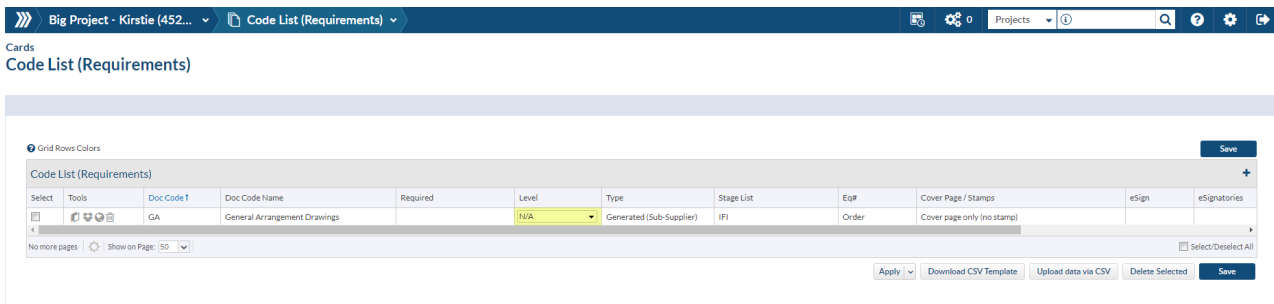 Big Project - Kirstie (452... Code List (Requirements) 0 Projects
Cards
Code List (Requirements)
Grid Rows Colors Save
Code List (Requirements) +
Select Tools Doc Code Doc Code Name Required Level Type Stage List Eq# Cover Page / Stamps eSign eSignatories
GA General Arrangement Drawings N/A Generated (Sub-Supplier) IFI Order Cover page only (no stamp)
No more pages Show on Page: 50 Select/Deselect All
Apply Download CSV Template Upload data via CSV Delete Selected Save